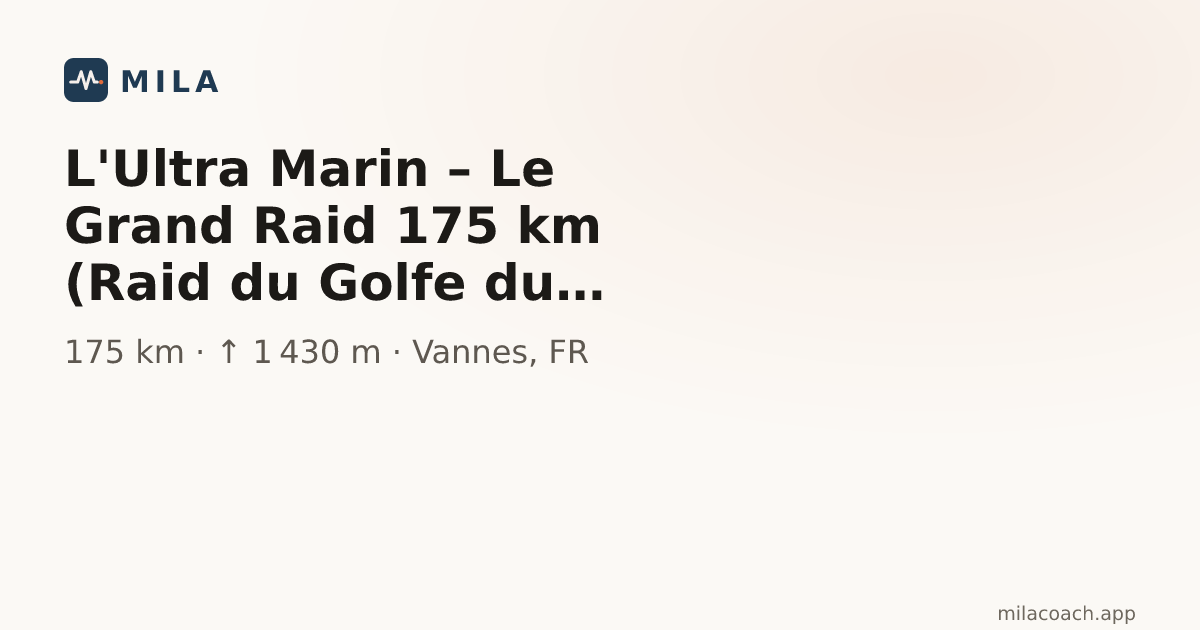 MILA
L'Ultra Marin – Le
Grand Raid 175 km
(Raid du Golfe du…
175 km · ↑ 1 430 m · Vannes, FR
milacoach.app